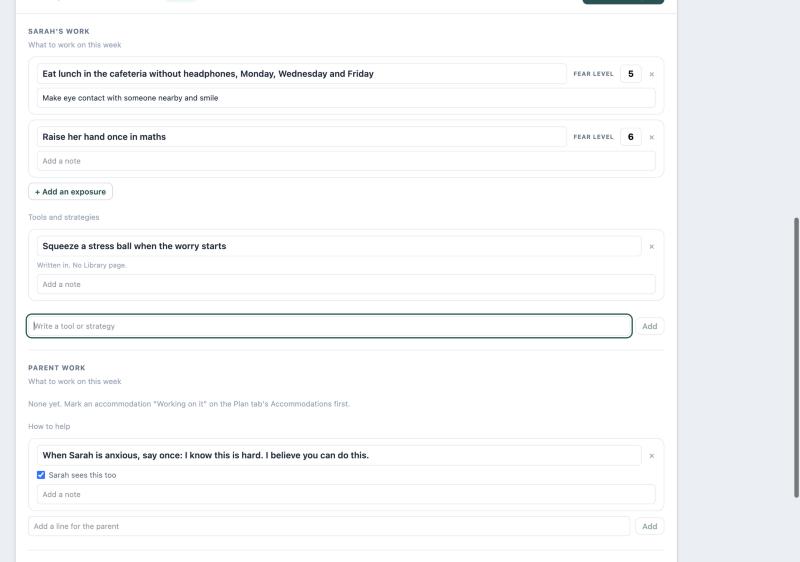 SARAH'S WORK
What to work on this week
Eat lunch in the cafeteria without headphones, Monday, Wednesday and Friday
FEAR LEVEL 5 ×
Make eye contact with someone nearby and smile
Raise her hand once in maths
FEAR LEVEL 6 ×
Add a note
+ Add an exposure
Tools and strategies
Squeeze a stress ball when the worry starts ×
Written in. No Library page.
Add a note
Write a tool or strategy
Add
PARENT WORK
What to work on this week
None yet. Mark an accommodation "Working on it" on the Plan tab's Accommodations first.
How to help
When Sarah is anxious, say once: I know this is hard. I believe you can do this. ×
Sarah sees this too
Add a note
Add a line for the parent
Add